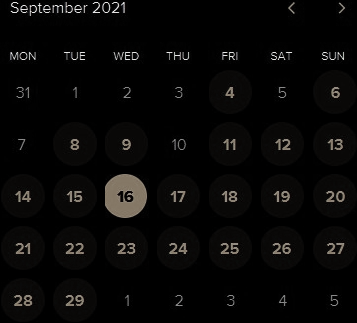 September 2021
MON TUE WED THU FRI SAT SUN
31 1 2 3 4 5 6
7 8 9 10 11 12 13
14 15 16 17 18 19 20
21 22 23 24 25 26 27
28 29 1 2 3 4 5